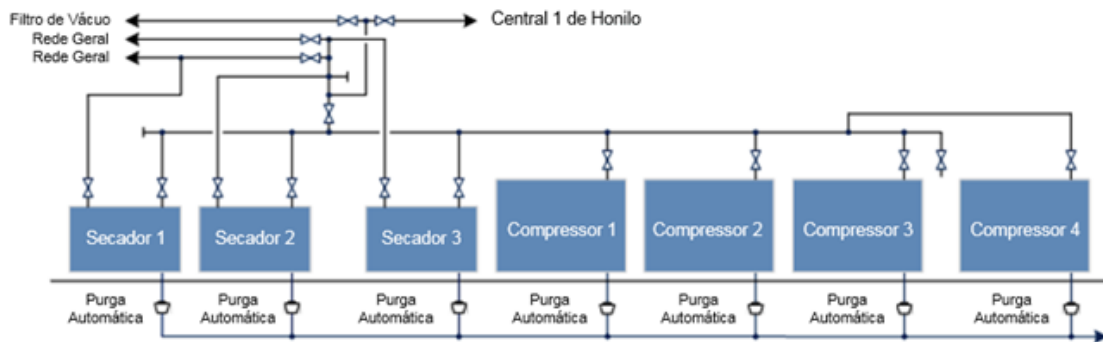 Filtro de Vácuo
Central 1 de Honilo
Rede Geral
Rede Geral
Secador 1
Secador 2
Secador 3
Compressor 1
Compressor 2
Compressor 3
Compressor 4
Purga
Automática
Purga
Automática
Purga
Automática
Purga
Automática
Purga
Automática
Purga
Automática
Purga
Automática